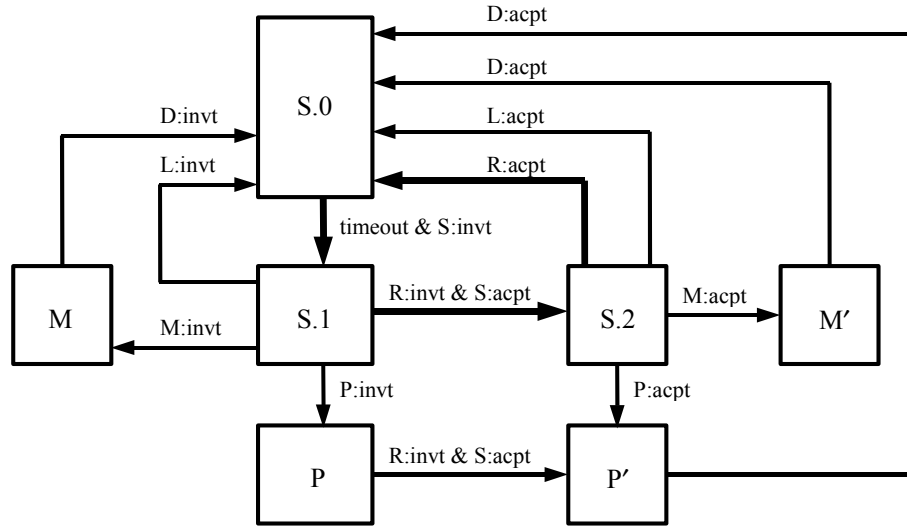 D:acpt
S.0
D:acpt
D:invt
L:acpt
L:invt
R:acpt
timeout & S:invt
M
M:invt
S.1
R:invt & S:acpt
S.2
M:acpt
M′
P:invt
P:acpt
P
R:invt & S:acpt
P′